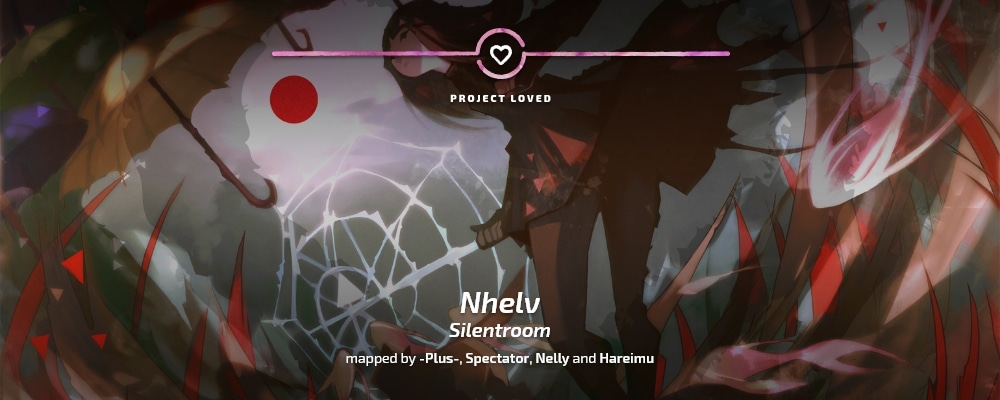 PROJECT LOVED
Nhelv
Silentroom
mapped by -Plus-, Spectator, Nelly and Hareimu